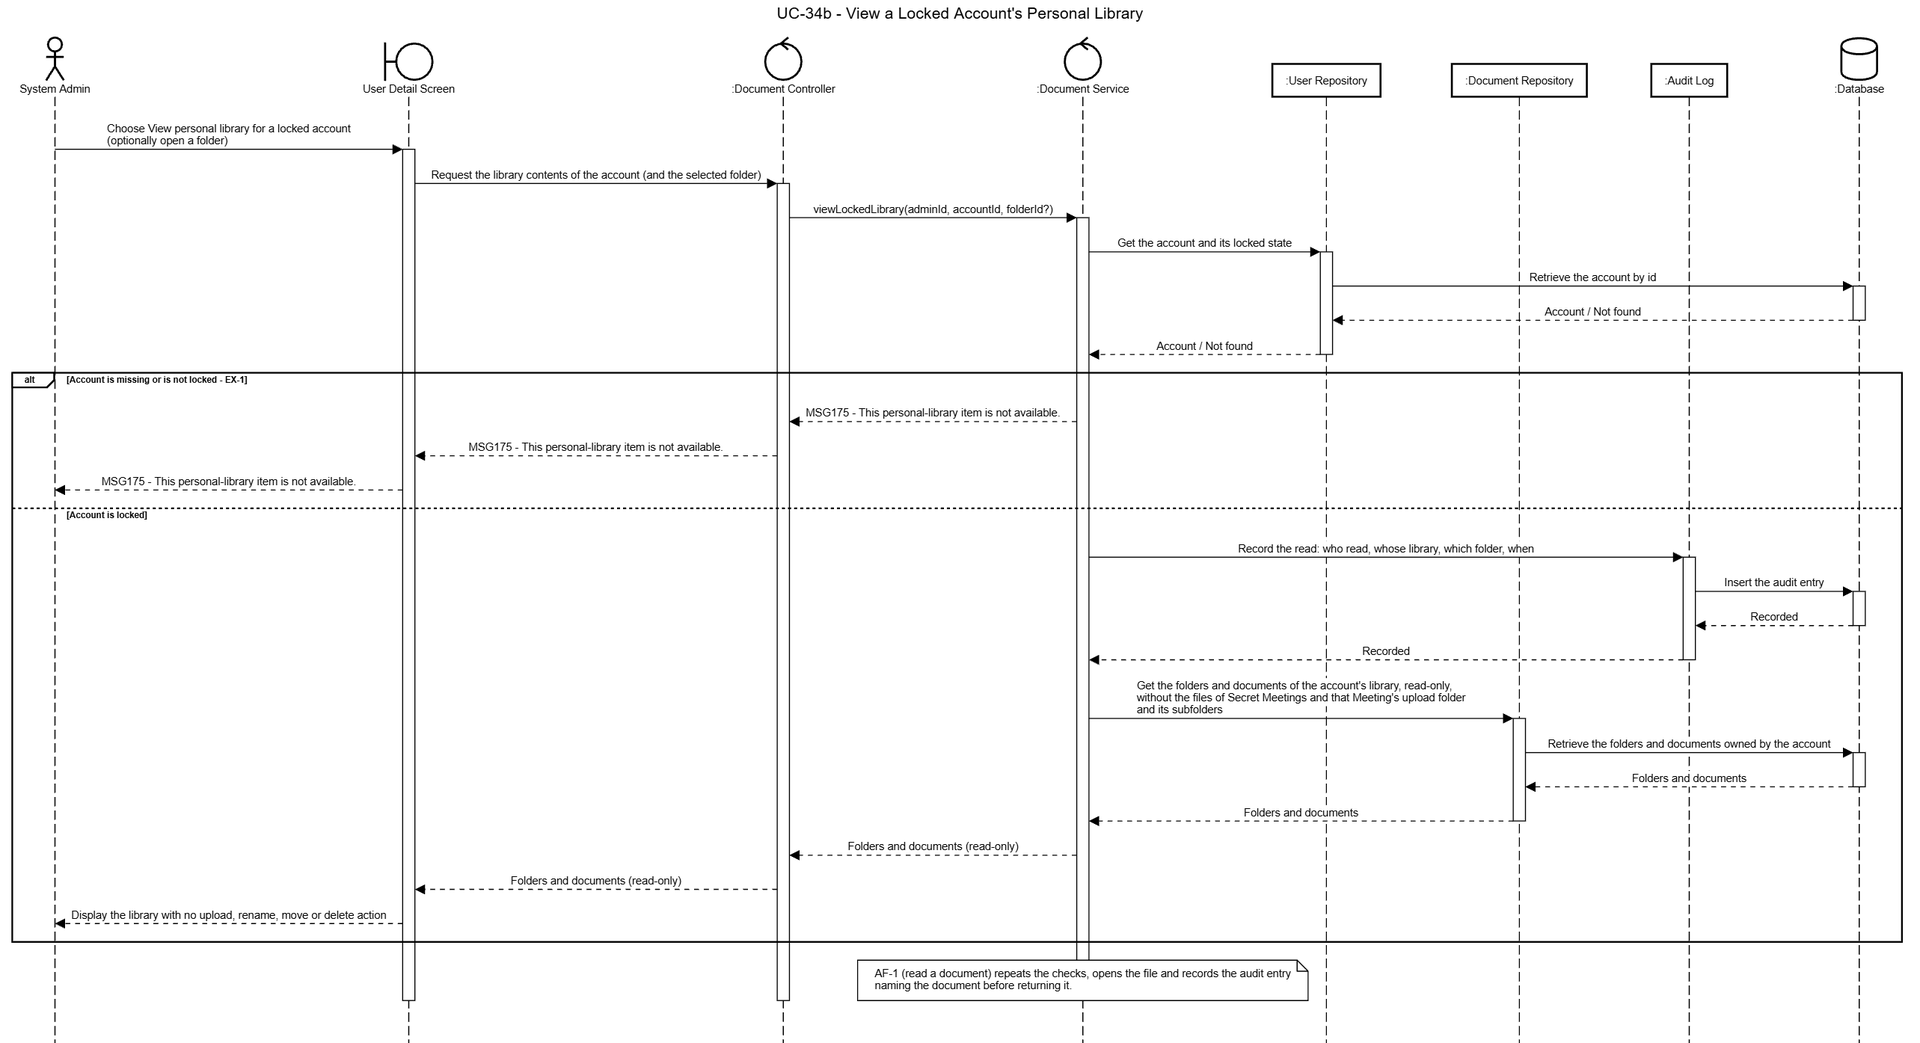 UC-34b - View a Locked Account's Personal Library
System Admin
User Detail Screen
:Document Controller
:Document Service
:User Repository
:Document Repository
:Audit Log
:Database
Choose View personal library for a locked account
(optionally open a folder)
Request the library contents of the account (and the selected folder)
viewLockedLibrary(adminId, accountId, folderId?)
Get the account and its locked state
Retrieve the account by id
Account / Not found
Account / Not found
alt
[Account is missing or is not locked - EX-1]
MSG175 - This personal-library item is not available.
MSG175 - This personal-library item is not available.
MSG175 - This personal-library item is not available.
[Account is locked]
Record the read: who read, whose library, which folder, when
Insert the audit entry
Recorded
Recorded
Get the folders and documents of the account's library, read-only,
without the files of Secret Meetings and that Meeting's upload folder
and its subfolders
Retrieve the folders and documents owned by the account
Folders and documents
Folders and documents
Folders and documents (read-only)
Folders and documents (read-only)
Display the library with no upload, rename, move or delete action
AF-1 (read a document) repeats the checks, opens the file and records the audit entry
naming the document before returning it.